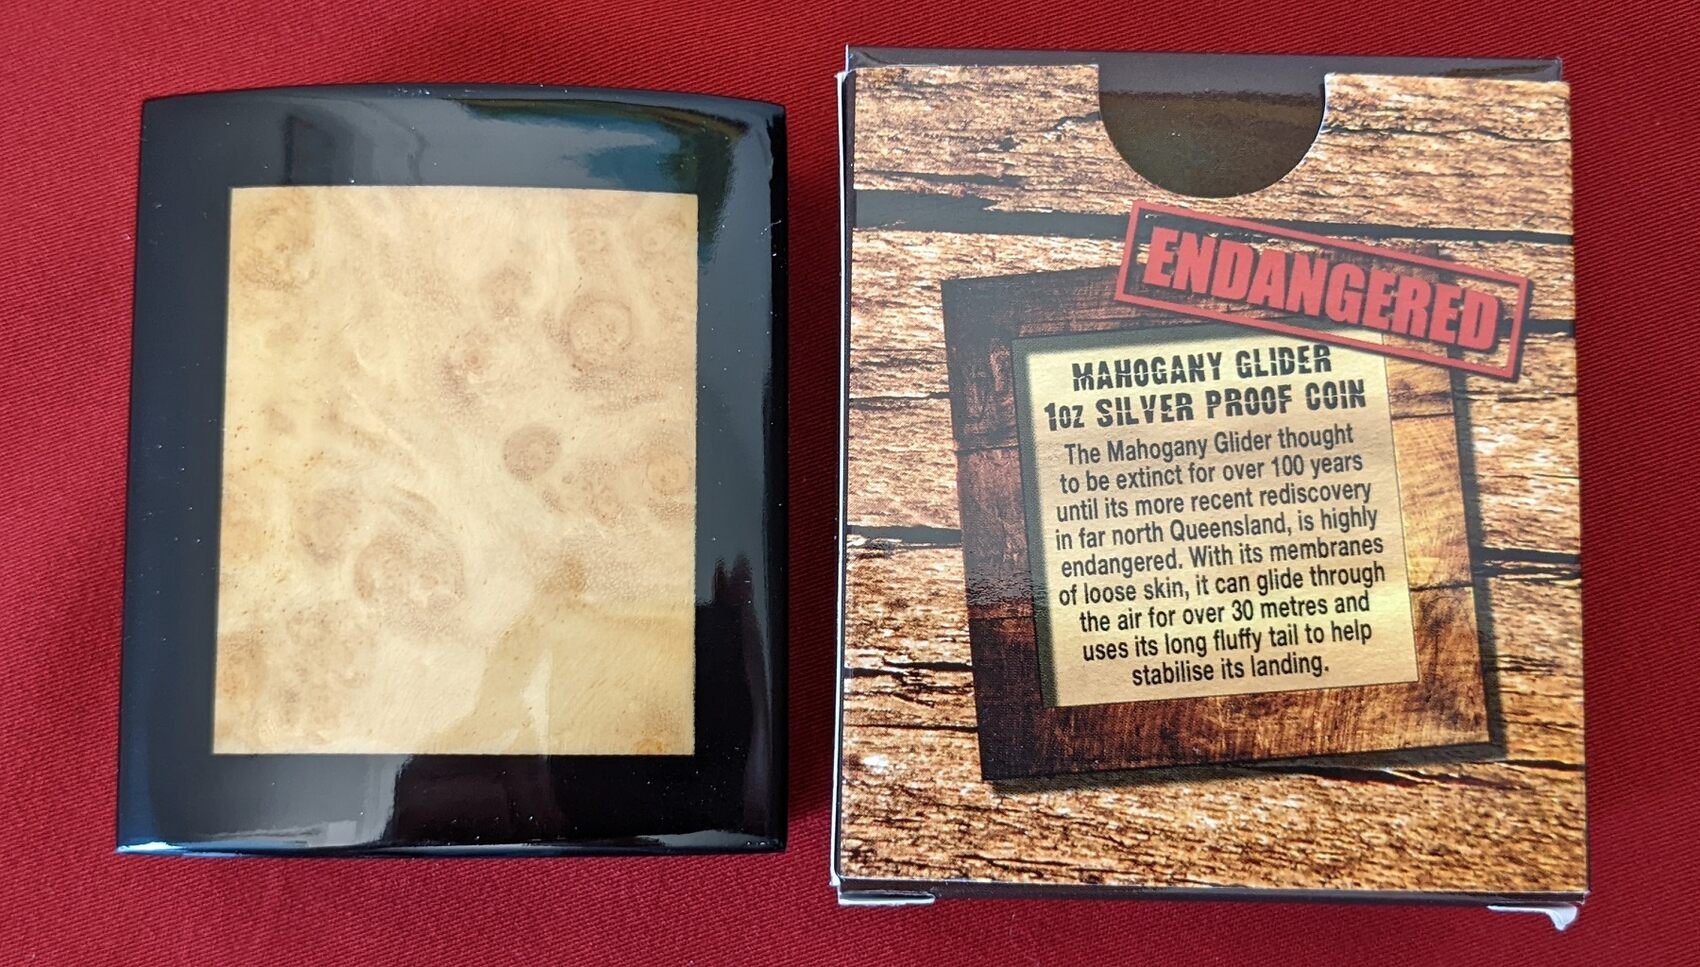 ENDANGERED
MAHOGANY GLIDER
1oz SILVER PROOF COIN
The Mahogany Glider thought
to be extinct for over 100 years
until its more recent rediscovery
in far north Queensland, is highly
endangered. With its membranes
of loose skin, it can glide through
the air for over 30 metres and
uses its long fluffy tail to help
stabilise its landing.